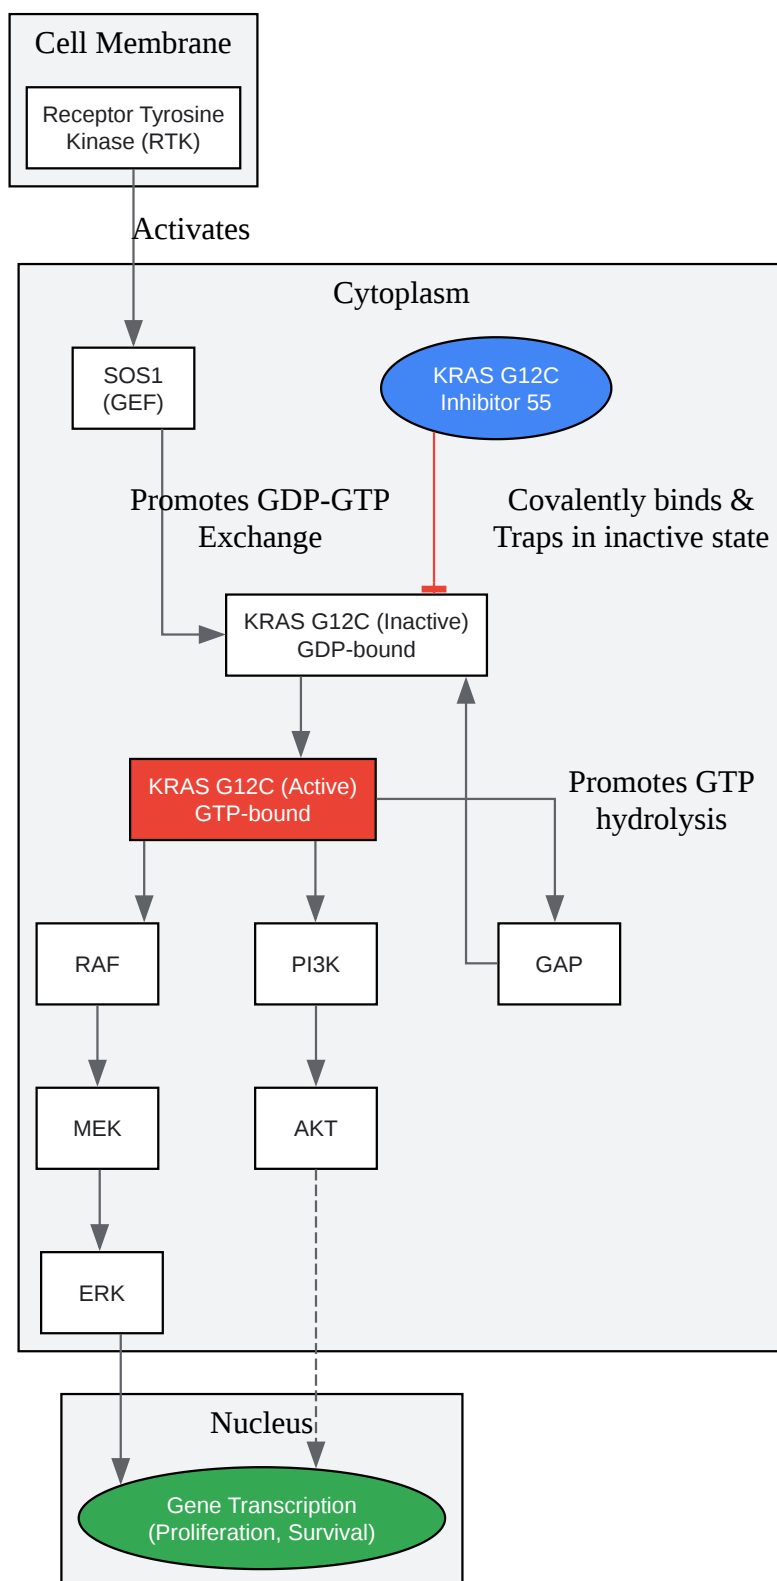 Cell Membrane
Receptor Tyrosine
Kinase (RTK)
Activates
Cytoplasm
SOS1
(GEF)
KRAS G12C
Inhibitor 55
Promotes GDP-GTP
Exchange
Covalently binds &
Traps in inactive state
KRAS G12C (Inactive)
GDP-bound
KRAS G12C (Active)
GTP-bound
Promotes GTP
hydrolysis
RAF
PI3K
GAP
MEK
AKT
ERK
Nucleus
Gene Transcription
(Proliferation, Survival)